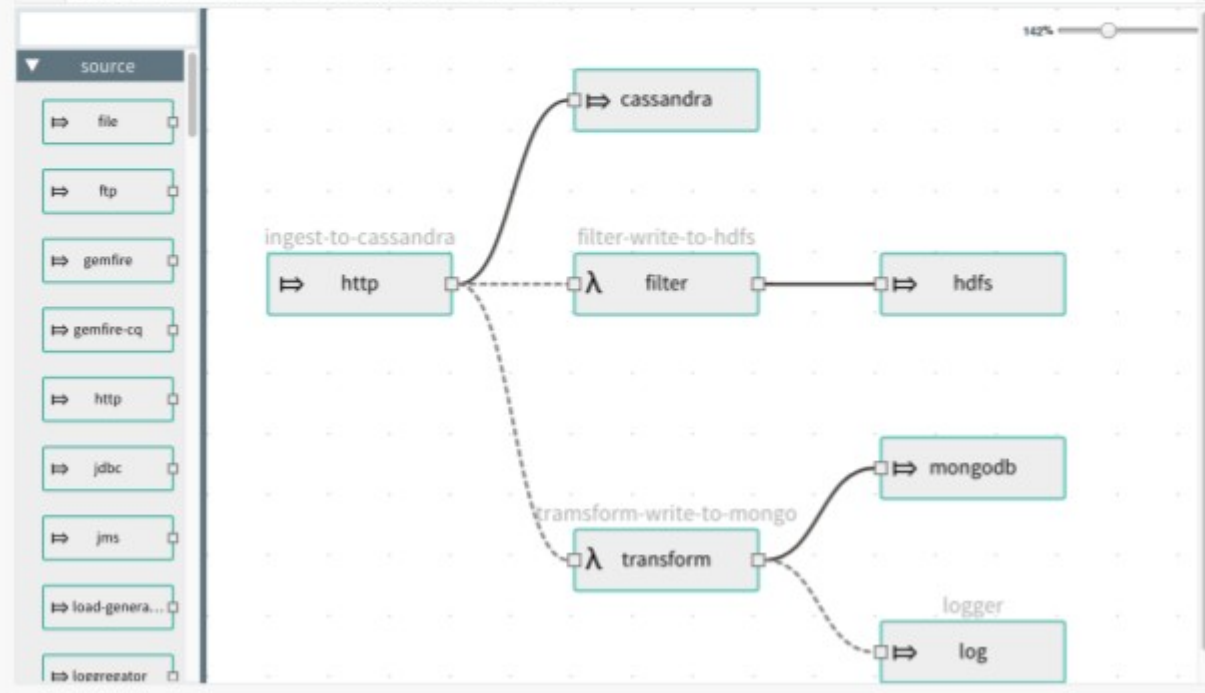 142%
source
file
ftp
gemfire
gemfire-cq
http
jdbc
jms
load-genera...
loggregator
cassandra
ingest-to-cassandra
http
filter-write-to-hdfs
λ filter
hdfs
mongodb
tramsform-write-to-mongo
λ transform
logger
log